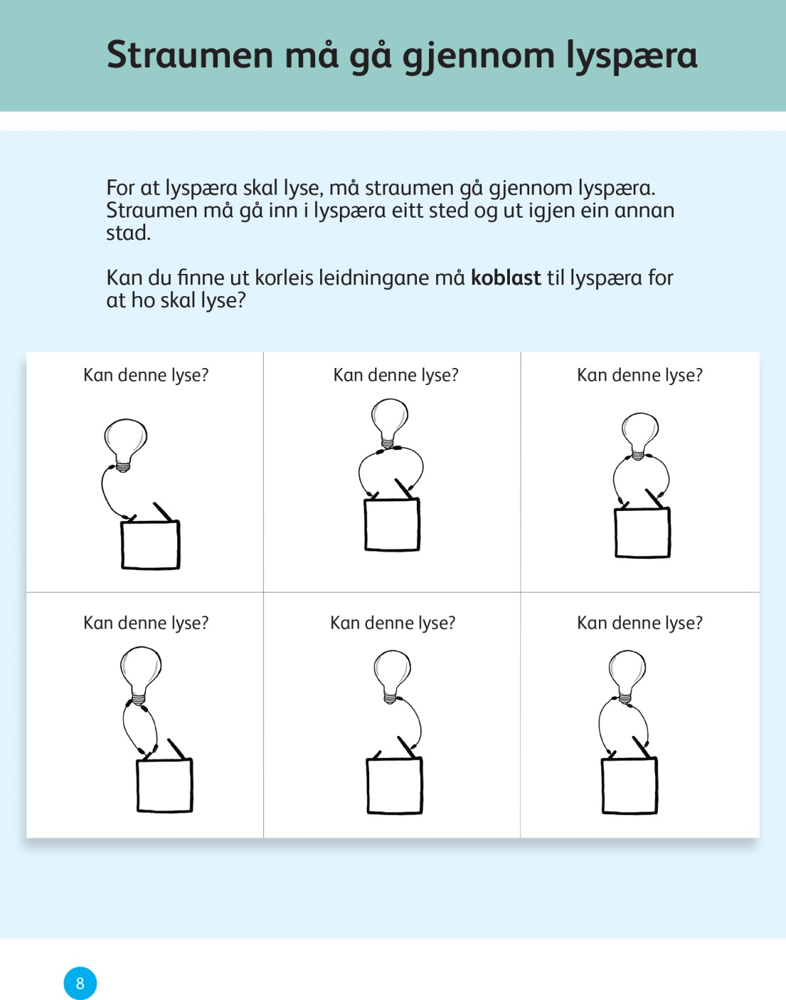 Straumen må gå gjennom lyspæra
For at lyspæra skal lyse, må straumen gå gjennom lyspæra.
Straumen må gå inn i lyspæra eitt sted og ut igjen ein annan
stad.
Kan du finne ut korleis leidningane må koblast til lyspæra for
at ho skal lyse?
Kan denne lyse?
Kan denne lyse?
Kan denne lyse?
Kan denne lyse?
Kan denne lyse?
Kan denne lyse?
8